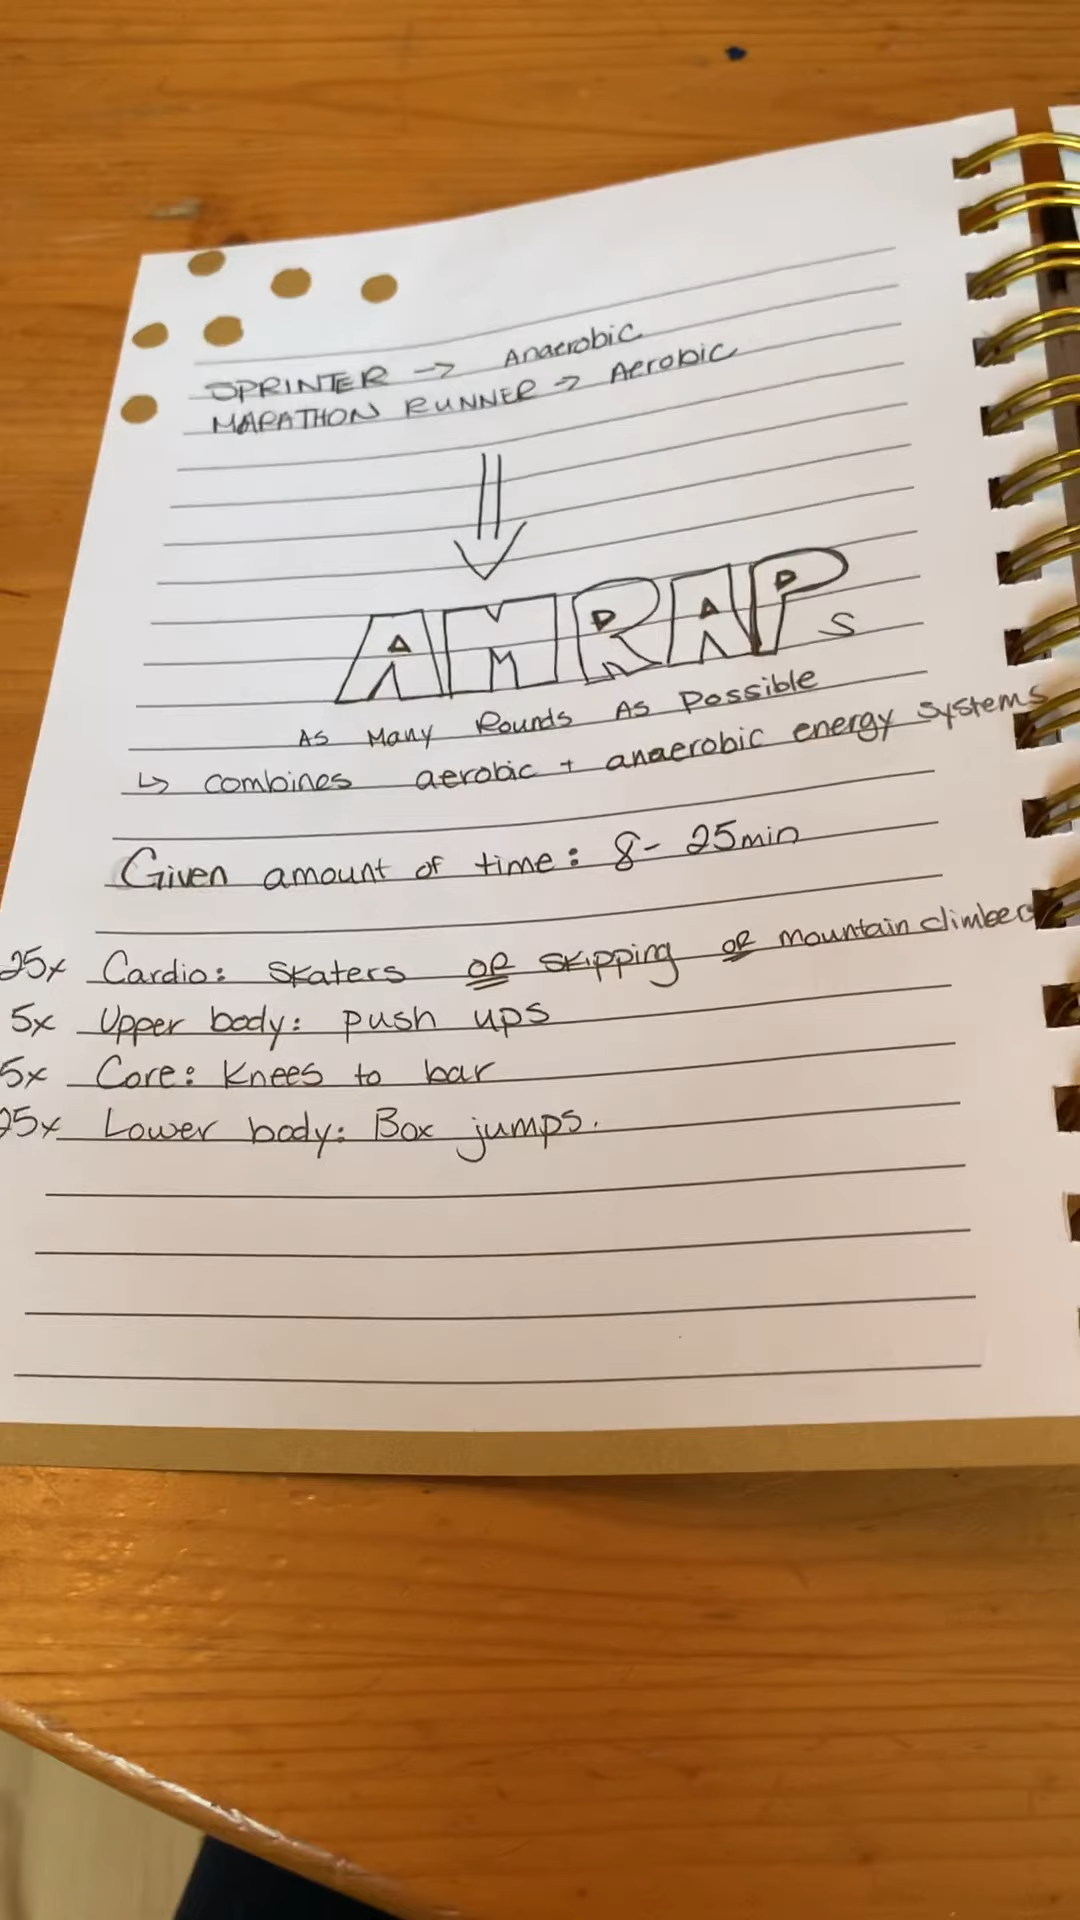 SPRINTER → Anaerobic
MARATHON RUNNER → Aerobic
AMRAPs
As Many Rounds As Possible
↳ combines aerobic + anaerobic energy systems
Given amount of time: 8-25min
25x Cardio: Skaters OR skipping OR mountain climber
5x Upper body: push ups
5x Core: Knees to bar
25x Lower body: Box jumps.